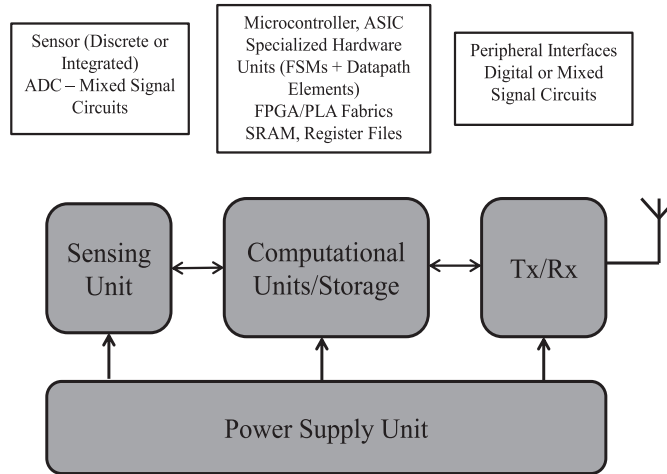 Sensor (Discrete or
Integrated)
ADC – Mixed Signal
Circuits
Microcontroller, ASIC
Specialized Hardware
Units (FSMs + Datapath
Elements)
FPGA/PLA Fabrics
SRAM, Register Files
Peripheral Interfaces
Digital or Mixed
Signal Circuits
Sensing
Unit
Computational
Units/Storage
Tx/Rx
Power Supply Unit